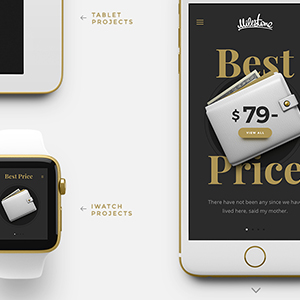 ← TABLET
PROJECTS
Milestone
Best
$79-
VIEW ALL
Price
There have not been any since we have
lived here, said my mother.
Best Price
← IWATCH
PROJECTS